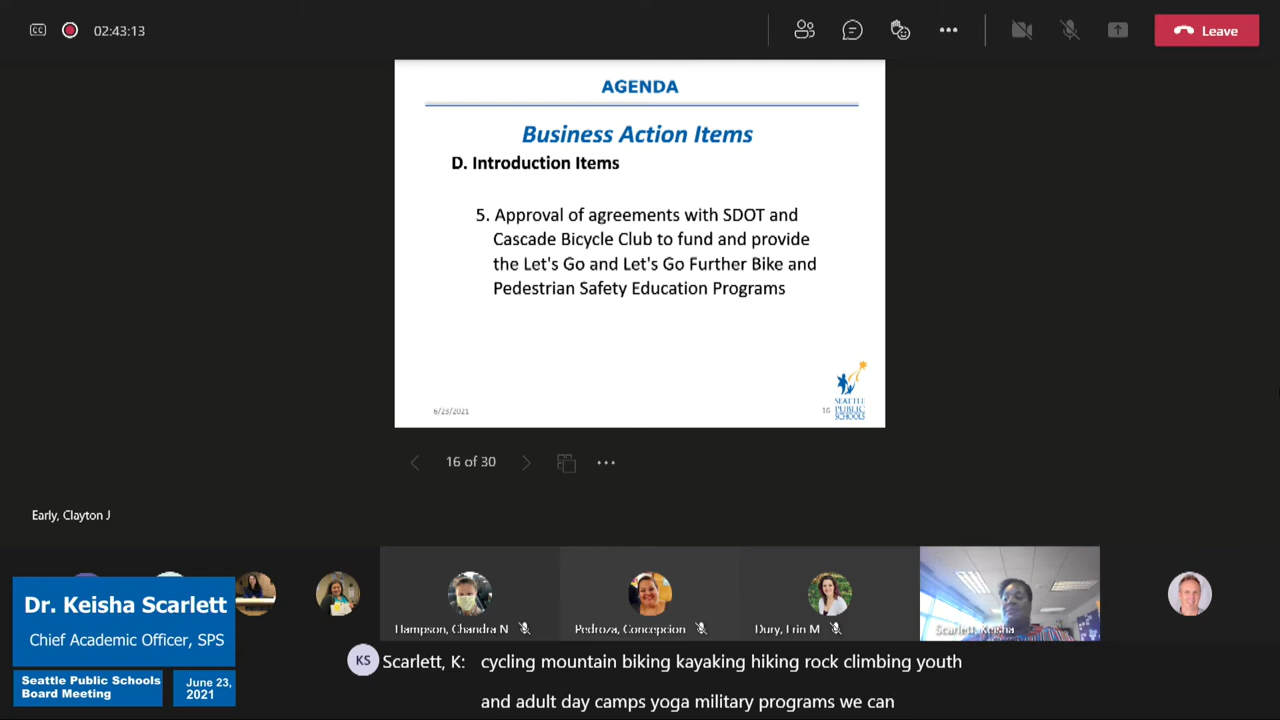 CC
02:43:13
Leave
AGENDA
Business Action Items
D. Introduction Items
5. Approval of agreements with SDOT and
Cascade Bicycle Club to fund and provide
the Let's Go and Let's Go Further Bike and
Pedestrian Safety Education Programs
6/23/2021
16
SEATTLE
PUBLIC
SCHOOLS
16 of 30
Early, Clayton J
Hampson, Chandra N
Pedroza, Concepcion
Dury, Erin M
Scarlett, Keisha
Dr. Keisha Scarlett
Chief Academic Officer, SPS
Seattle Public Schools
Board Meeting
June 23,
2021
KS
Scarlett, K: cycling mountain biking kayaking hiking rock climbing youth
and adult day camps yoga military programs we can